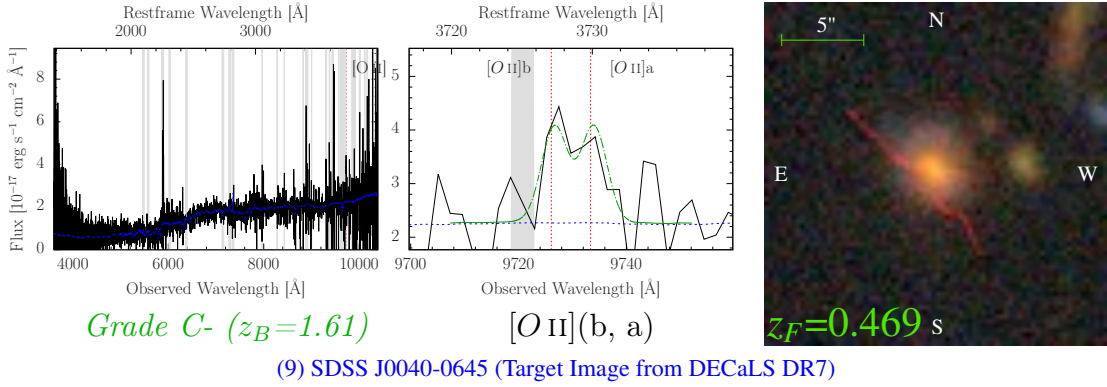 Restframe Wavelength [Å]
2000 3000
[O II]
Flux [10⁻¹⁷ erg s⁻¹ cm⁻² Å⁻¹]
8
6
4
2
0
4000 6000 8000 10000
Observed Wavelength [Å]
Grade C- (z_B=1.61)
Restframe Wavelength [Å]
3720 3730
[O II]b [O II]a
5
4
3
2
9700 9720 9740
Observed Wavelength [Å]
[O II](b, a)
5"
N
E
W
S
z_F=0.469
(9) SDSS J0040-0645 (Target Image from DECaLS DR7)